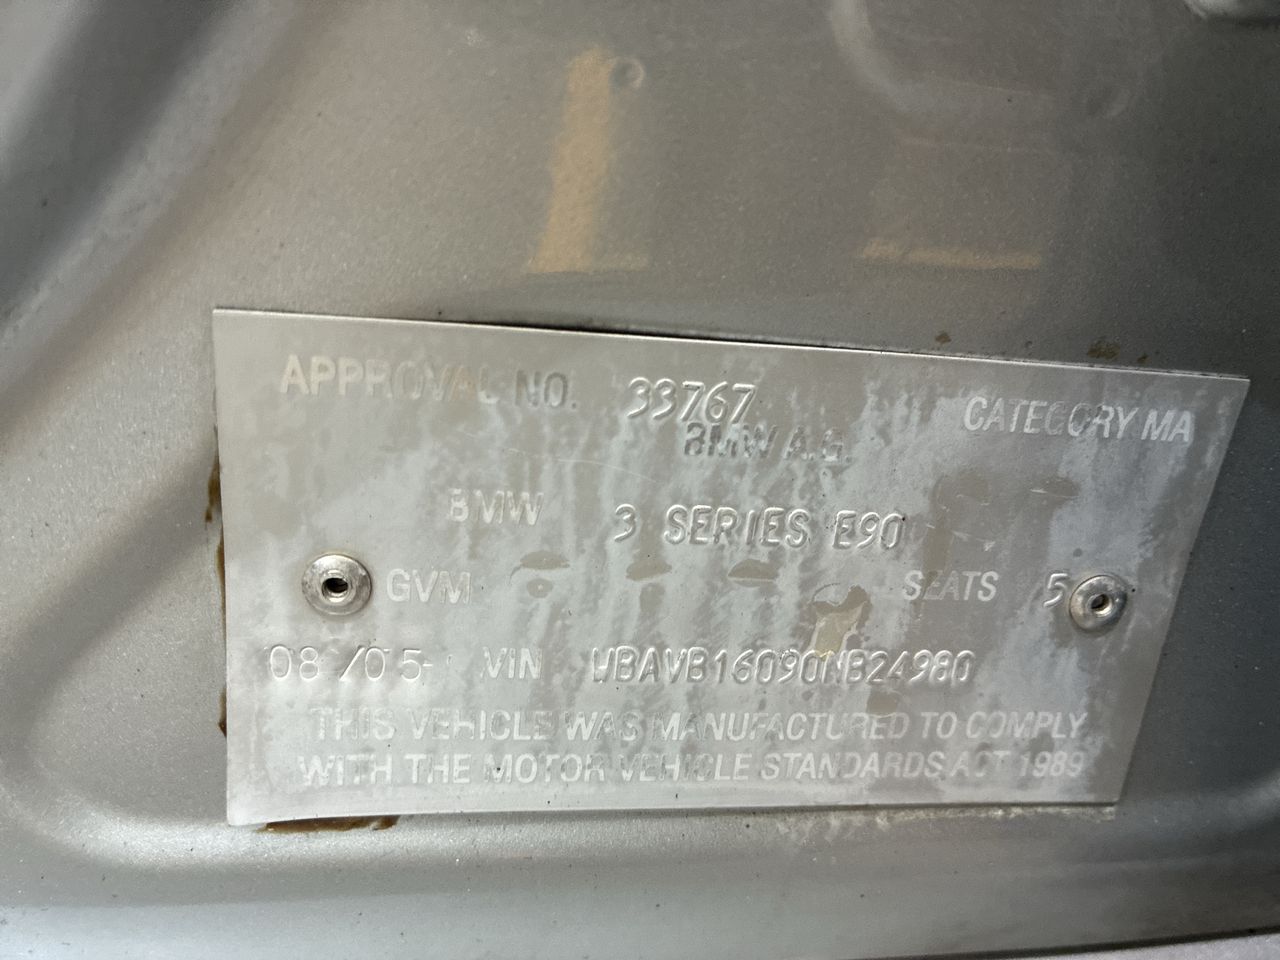 APPROVAL NO. 33767
CATEGORY MA
BMW A.G.
BMW 3 SERIES E90
GVM SEATS 5
08/05 VIN WBAVB16090NB24980
THIS VEHICLE WAS MANUFACTURED TO COMPLY
WITH THE MOTOR VEHICLE STANDARDS ACT 1989